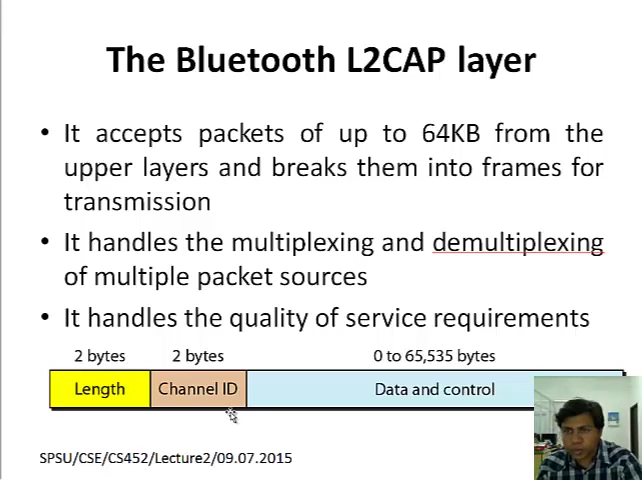 The Bluetooth L2CAP layer
• It accepts packets of up to 64KB from the
upper layers and breaks them into frames for
transmission
• It handles the multiplexing and demultiplexing
of multiple packet sources
• It handles the quality of service requirements
2 bytes 2 bytes 0 to 65,535 bytes
Length Channel ID Data and control
SPSU/CSE/CS452/Lecture2/09.07.2015